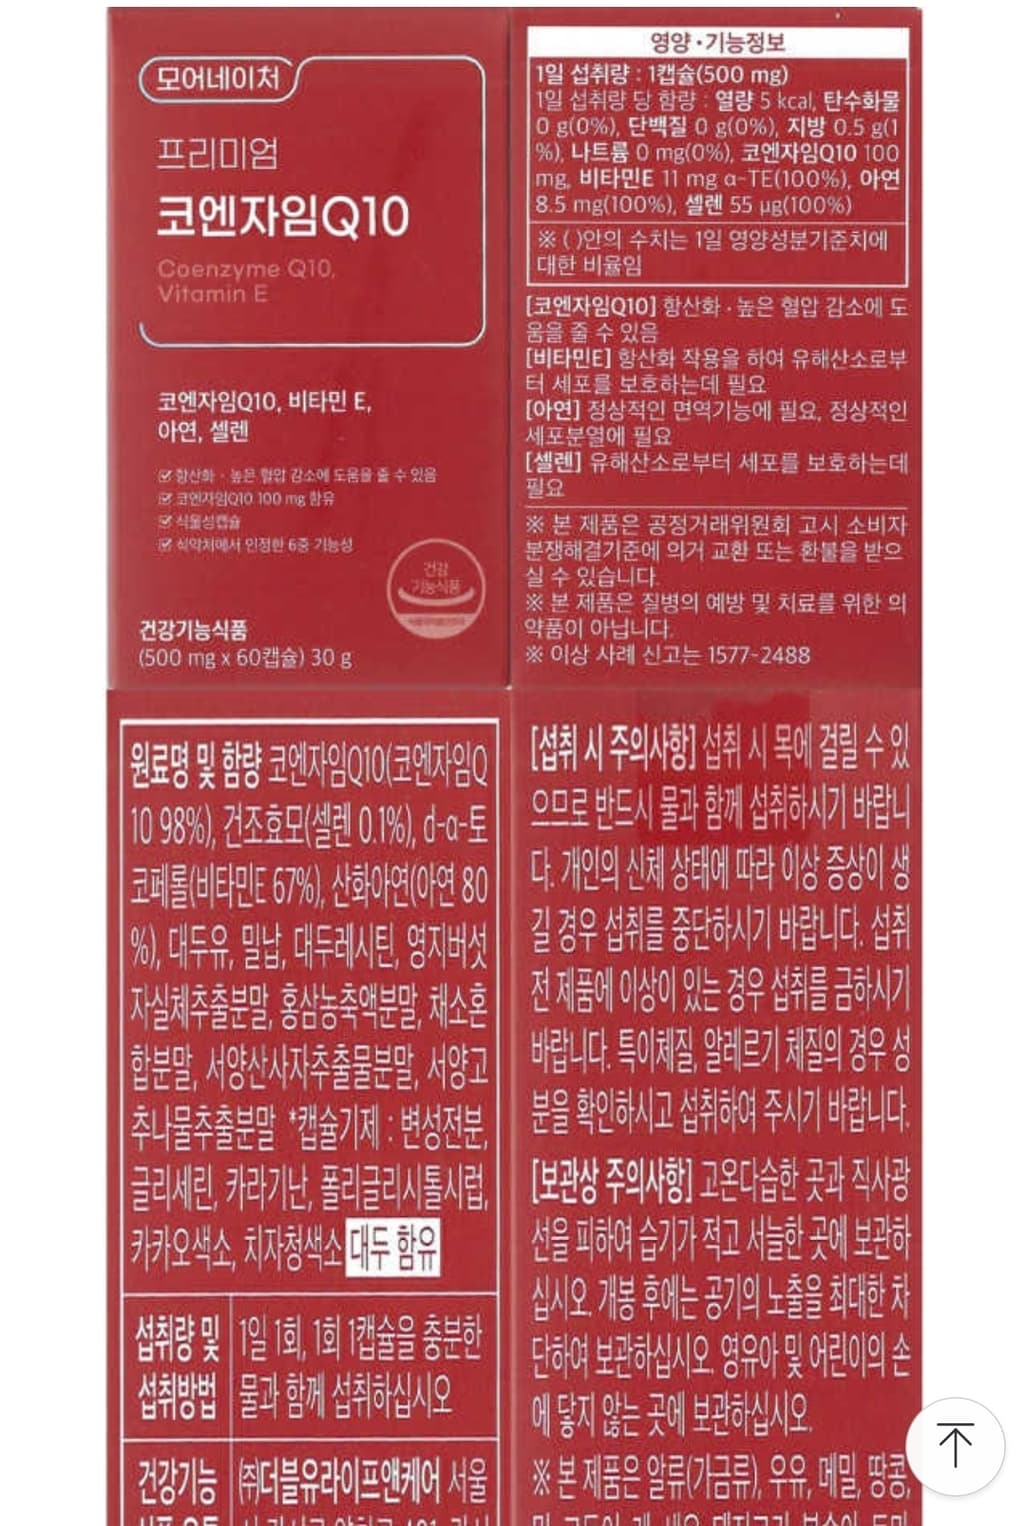 모어네이처
프리미엄
코엔자임Q10
Coenzyme Q10,
Vitamin E
코엔자임Q10, 비타민 E,
아연, 셀렌
항산화 · 높은 혈압 감소에 도움을 줄 수 있음
코엔자임Q10 100 mg 함유
식물성캡슐
식약처에서 인정한 6중 기능성
건강
기능식품
건강기능식품
(500 mg x 60캡슐) 30 g
영양·기능정보
1일 섭취량 : 1캡슐(500 mg)
1일 섭취량 당 함량 : 열량 5 kcal, 탄수화물
0 g(0%), 단백질 0 g(0%), 지방 0.5 g(1
%), 나트륨 0 mg(0%), 코엔자임Q10 100
mg, 비타민E 11 mg α-TE(100%), 아연
8.5 mg(100%), 셀렌 55 μg(100%)
※ ( )안의 수치는 1일 영양성분기준치에
대한 비율임
[코엔자임Q10] 항산화·높은 혈압 감소에 도
움을 줄 수 있음
[비타민E] 항산화 작용을 하여 유해산소로부
터 세포를 보호하는데 필요
[아연] 정상적인 면역기능에 필요, 정상적인
세포분열에 필요
[셀렌] 유해산소로부터 세포를 보호하는데
필요
※ 본 제품은 공정거래위원회 고시 소비자
분쟁해결기준에 의거 교환 또는 환불을 받으
실 수 있습니다.
※ 본 제품은 질병의 예방 및 치료를 위한 의
약품이 아닙니다.
※ 이상 사례 신고는 1577-2488
원료명 및 함량 코엔자임Q10(코엔자임Q
10 98%), 건조효모(셀렌 0.1%), d-α-토
코페롤(비타민E 67%), 산화아연(아연 80
%), 대두유, 밀납, 대두레시틴, 영지버섯
자실체추출분말, 홍삼농축액분말, 채소혼
합분말, 서양산사자추출물분말, 서양고
추나물추출분말 *캡슐기제 : 변성전분,
글리세린, 카라기난, 폴리글리시톨시럽,
카카오색소, 치자청색소 대두 함유
섭취량 및 1일 1회, 1회 1캡슐을 충분한
섭취방법 물과 함께 섭취하십시오
건강기능 ㈜더블유라이프앤케어 서울
[섭취 시 주의사항] 섭취 시 목에 걸릴 수 있
으므로 반드시 물과 함께 섭취하시기 바랍니
다. 개인의 신체 상태에 따라 이상 증상이 생
길 경우 섭취를 중단하시기 바랍니다. 섭취
전 제품에 이상이 있는 경우 섭취를 금하시기
바랍니다. 특이체질, 알레르기 체질의 경우 성
분을 확인하시고 섭취하여 주시기 바랍니다.
[보관상 주의사항] 고온다습한 곳과 직사광
선을 피하여 습기가 적고 서늘한 곳에 보관하
십시오. 개봉 후에는 공기의 노출을 최대한 차
단하여 보관하십시오. 영유아 및 어린이의 손
에 닿지 않는 곳에 보관하십시오.
※ 본 제품은 알류(가금류), 우유, 메밀, 땅콩,